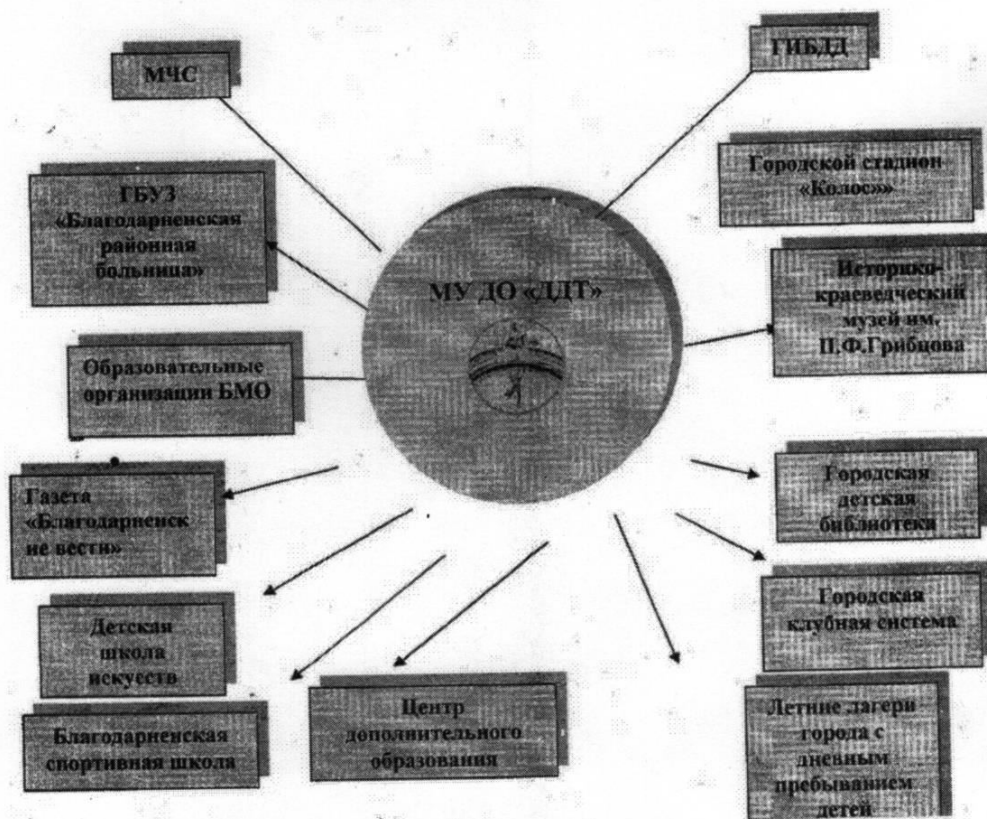 МЧС
ГИБДД
Городской стадион
«Колос»»
ГБУЗ
«Благодарненская
районная
больница»
Историко-
краеведческий
музей им.
П.Ф.Грибцова
МУ ДО «ДДТ»
Образовательные
организации БМО
Газета
«Благодарненск
ие вести»
Городская
детская
библиотека
Городская
клубная система
Детская
школа
искусств
Благодарненская
спортивная школа
Центр
дополнительного
образования
Летние лагери
города с
дневным
пребыванием
детей